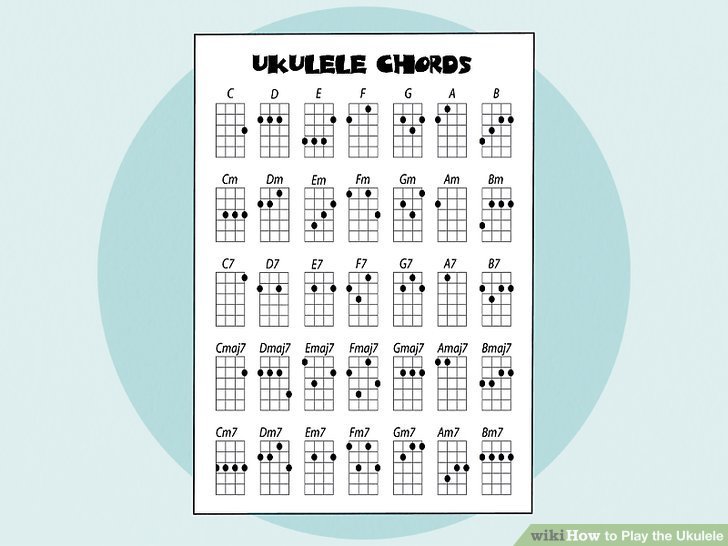 UKULELE CHORDS
C D E F G A B
Cm Dm Em Fm Gm Am Bm
C7 D7 E7 F7 G7 A7 B7
Cmaj7 Dmaj7 Emaj7 Fmaj7 Gmaj7 Amaj7 Bmaj7
Cm7 Dm7 Em7 Fm7 Gm7 Am7 Bm7
wikiHow to Play the Ukulele